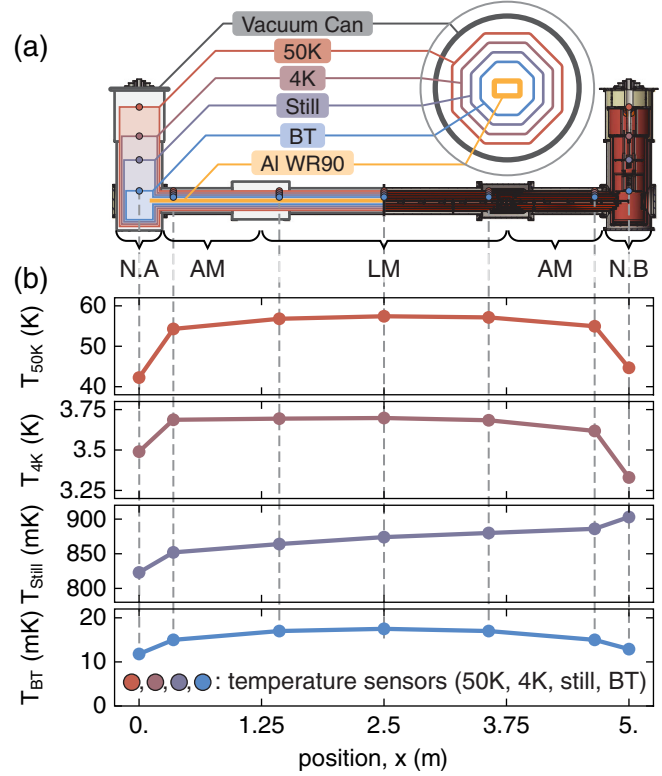 (a)
Vacuum Can
50K
4K
Still
BT
Al WR90
N.A AM LM AM N.B
(b)
T50K (K)
60
50
40
T4K (K)
3.75
3.5
3.25
TStill (mK)
900
850
800
TBT (mK)
20
10
0
, , , : temperature sensors (50K, 4K, still, BT)
0. 1.25 2.5 3.75 5.
position, x (m)